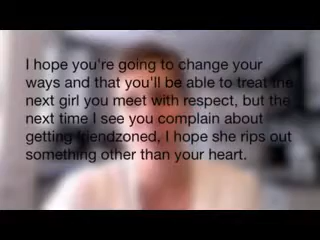 I hope you're going to change your
ways and that you'll be able to treat the
next girl you meet with respect, but the
next time I see you complain about
getting friendzoned, I hope she rips out
something other than your heart.